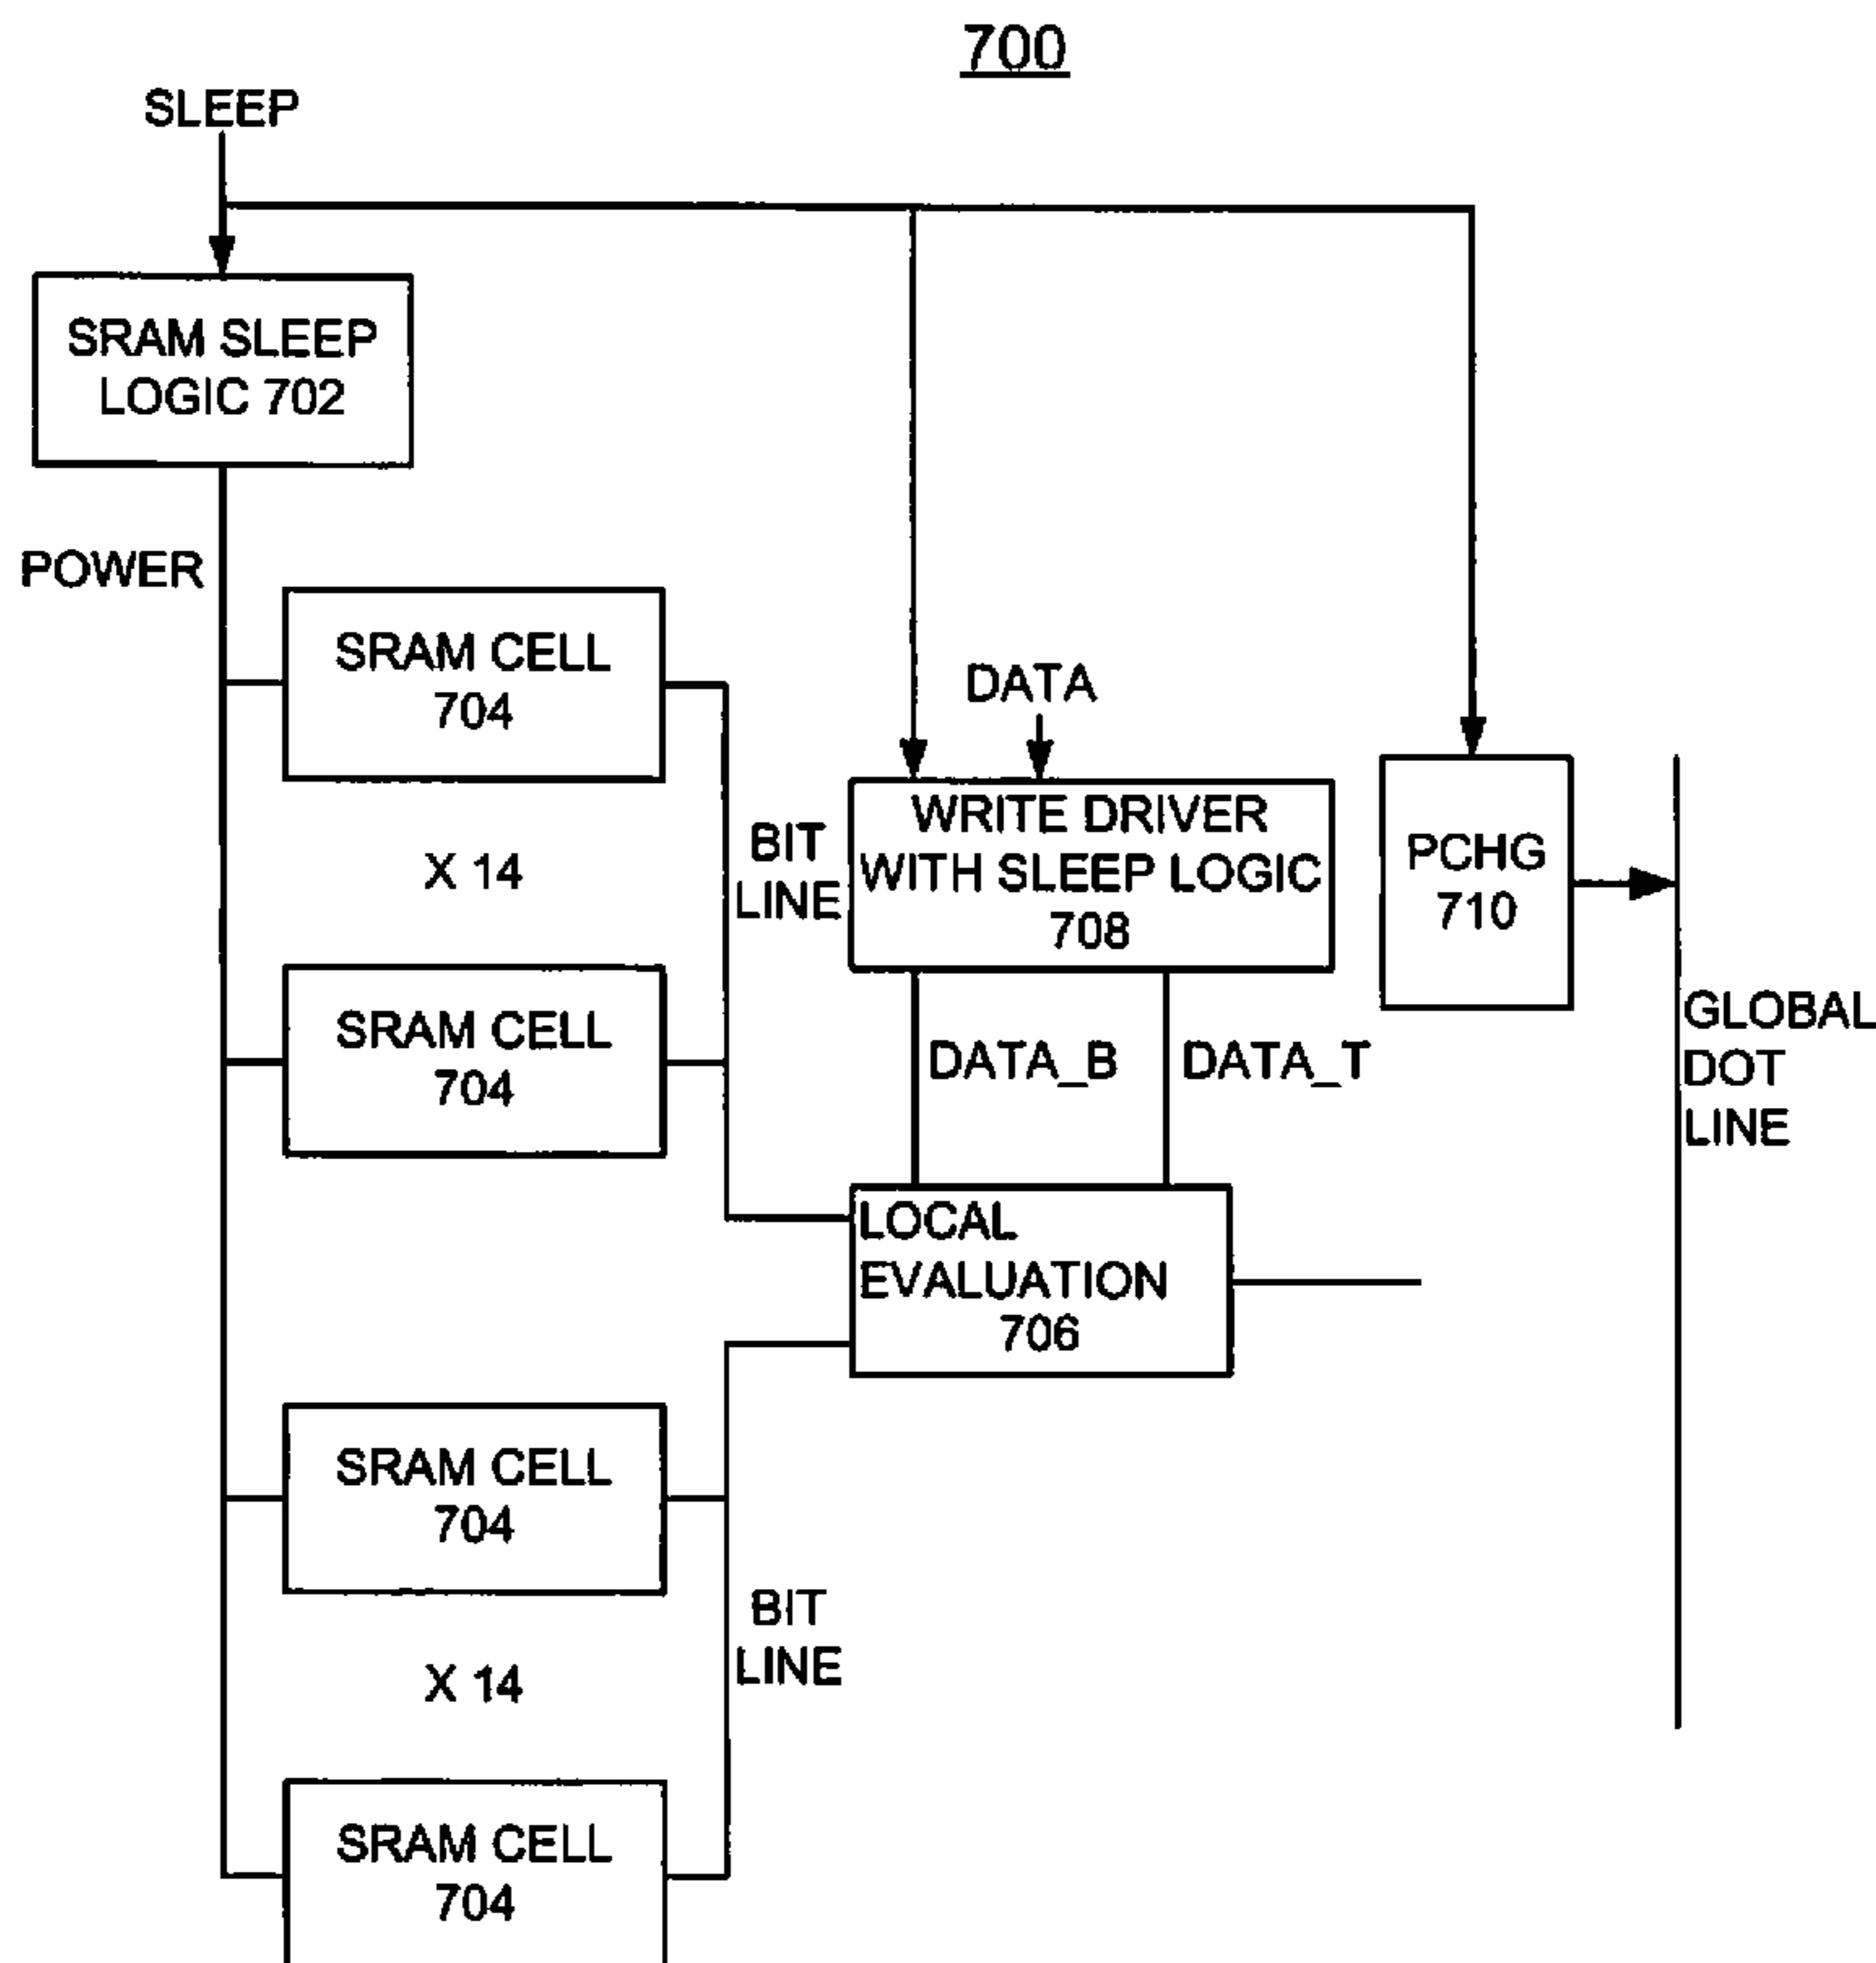 700
SLEEP
SRAM SLEEP
LOGIC 702
POWER
SRAM CELL
704
X 14
SRAM CELL
704
BIT
LINE
DATA
WRITE DRIVER
WITH SLEEP LOGIC
708
PCHG
710
DATA_B
DATA_T
GLOBAL
DOT
LINE
LOCAL
EVALUATION
706
SRAM CELL
704
X 14
BIT
LINE
SRAM CELL
704